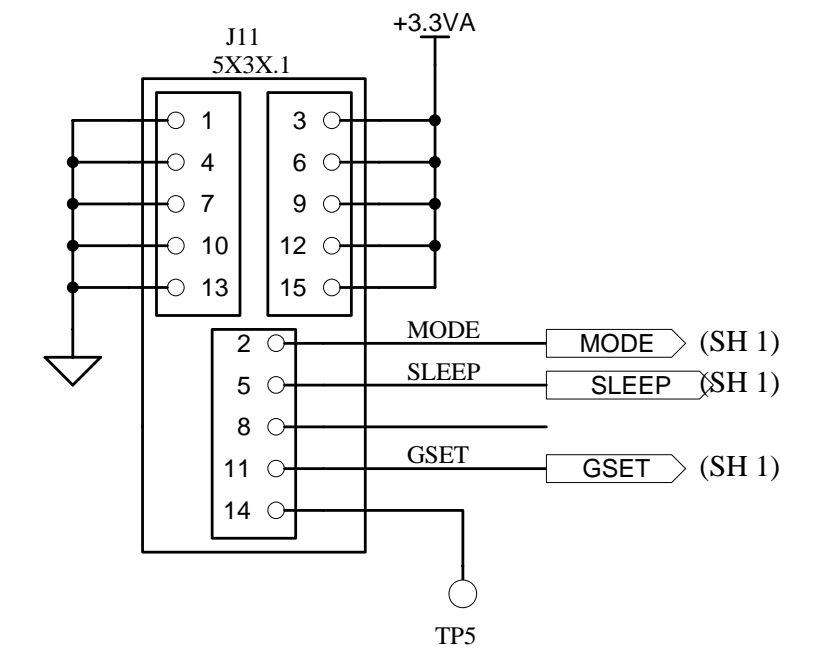 J11
5X3X.1
+3.3VA
1
3
4
6
7
9
10
12
13
15
2
MODE
MODE
(SH 1)
5
SLEEP
SLEEP
(SH 1)
8
11
GSET
GSET
(SH 1)
14
TP5